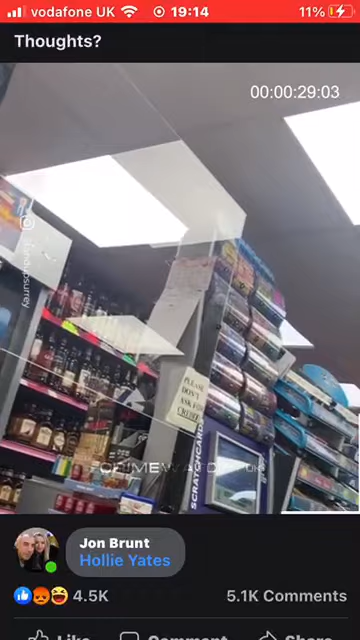 vodafone UK
19:14
11%
Thoughts?
00:00:29:03
PLEASE
DON'T
ASK FOR
CREDIT
SCRATCHCARDS
Jon Brunt
Hollie Yates
4.5K
5.1K Comments
Like
Comment
Share